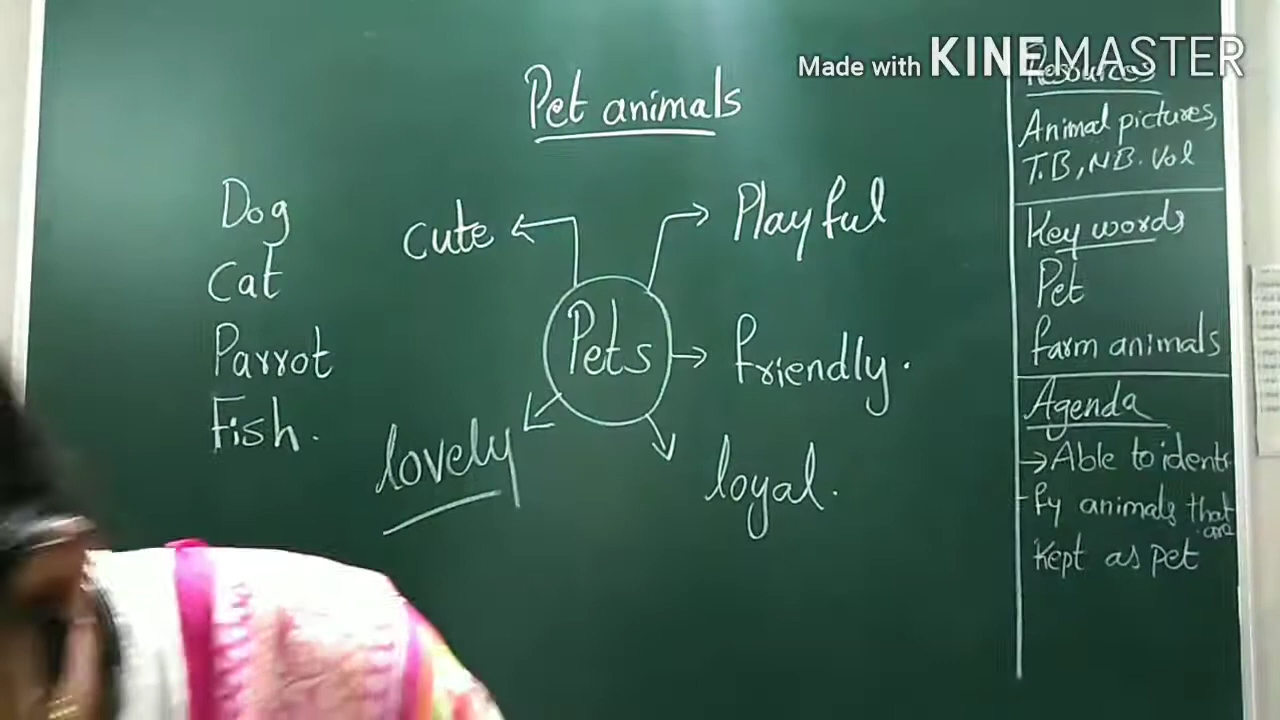 Made with KINEMASTER
Pet animals
Dog
Cat
Parrot
Fish.
cute
Playful
Pets
friendly.
lovely
loyal.
Resources
Animal pictures,
T.B, N.B. Vol
Key words
Pet
farm animals
Agenda
→ Able to identi
fy animals that
are
kept as pet